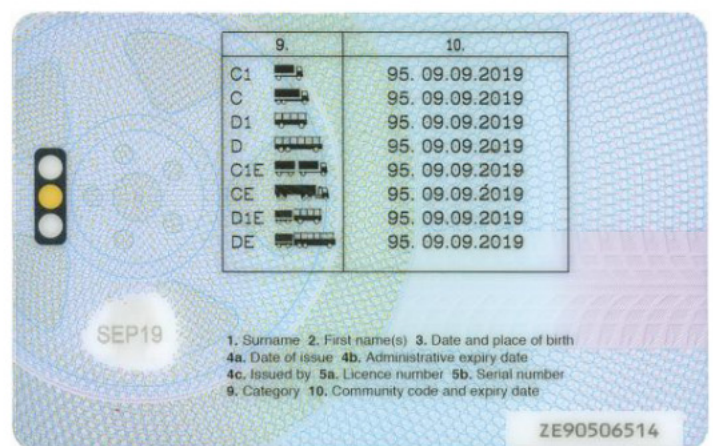 9. 10.
C1 95. 09.09.2019
C 95. 09.09.2019
D1 95. 09.09.2019
D 95. 09.09.2019
C1E 95. 09.09.2019
CE 95. 09.09.2019
D1E 95. 09.09.2019
DE 95. 09.09.2019
SEP19
1. Surname 2. First name(s) 3. Date and place of birth
4a. Date of issue 4b. Administrative expiry date
4c. Issued by 5a. Licence number 5b. Serial number
9. Category 10. Community code and expiry date
ZE90506514